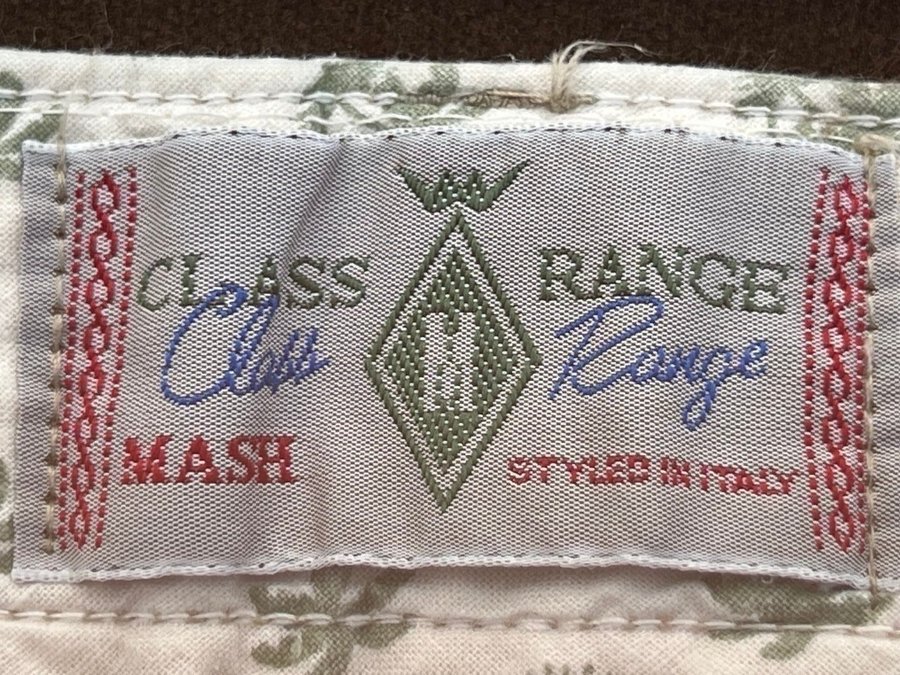 CLASS RANGE
Class Range
MASH STYLED IN ITALY